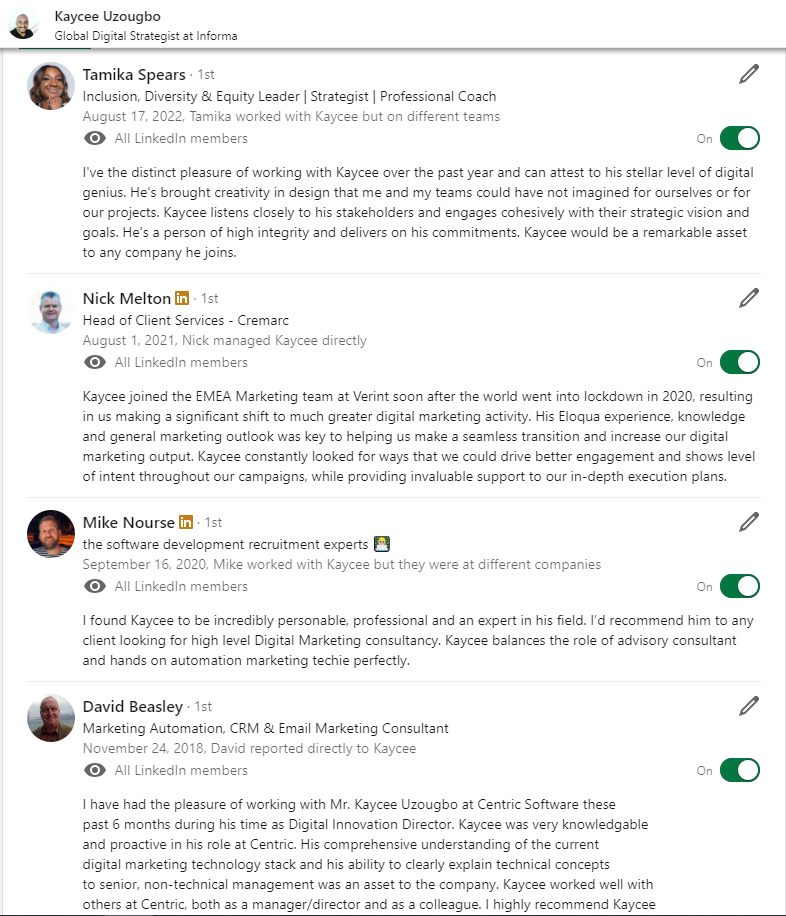 Kaycee Uzougbo
Global Digital Strategist at Informa
Tamika Spears · 1st
Inclusion, Diversity & Equity Leader | Strategist | Professional Coach
August 17, 2022, Tamika worked with Kaycee but on different teams
All LinkedIn members
On
I've the distinct pleasure of working with Kaycee over the past year and can attest to his stellar level of digital
genius. He's brought creativity in design that me and my teams could have not imagined for ourselves or for
our projects. Kaycee listens closely to his stakeholders and engages cohesively with their strategic vision and
goals. He's a person of high integrity and delivers on his commitments. Kaycee would be a remarkable asset
to any company he joins.
Nick Melton in · 1st
Head of Client Services - Cremarc
August 1, 2021, Nick managed Kaycee directly
All LinkedIn members
On
Kaycee joined the EMEA Marketing team at Verint soon after the world went into lockdown in 2020, resulting
in us making a significant shift to much greater digital marketing activity. His Eloqua experience, knowledge
and general marketing outlook was key to helping us make a seamless transition and increase our digital
marketing output. Kaycee constantly looked for ways that we could drive better engagement and shows level
of intent throughout our campaigns, while providing invaluable support to our in-depth execution plans.
Mike Nourse in · 1st
the software development recruitment experts 👨‍💻
September 16, 2020, Mike worked with Kaycee but they were at different companies
All LinkedIn members
On
I found Kaycee to be incredibly personable, professional and an expert in his field. I'd recommend him to any
client looking for high level Digital Marketing consultancy. Kaycee balances the role of advisory consultant
and hands on automation marketing techie perfectly.
David Beasley · 1st
Marketing Automation, CRM & Email Marketing Consultant
November 24, 2018, David reported directly to Kaycee
All LinkedIn members
On
I have had the pleasure of working with Mr. Kaycee Uzougbo at Centric Software these
past 6 months during his time as Digital Innovation Director. Kaycee was very knowledgable
and proactive in his role at Centric. His comprehensive understanding of the current
digital marketing technology stack and his ability to clearly explain technical concepts
to senior, non-technical management was an asset to the company. Kaycee worked well with
others at Centric, both as a manager/director and as a colleague. I highly recommend Kaycee